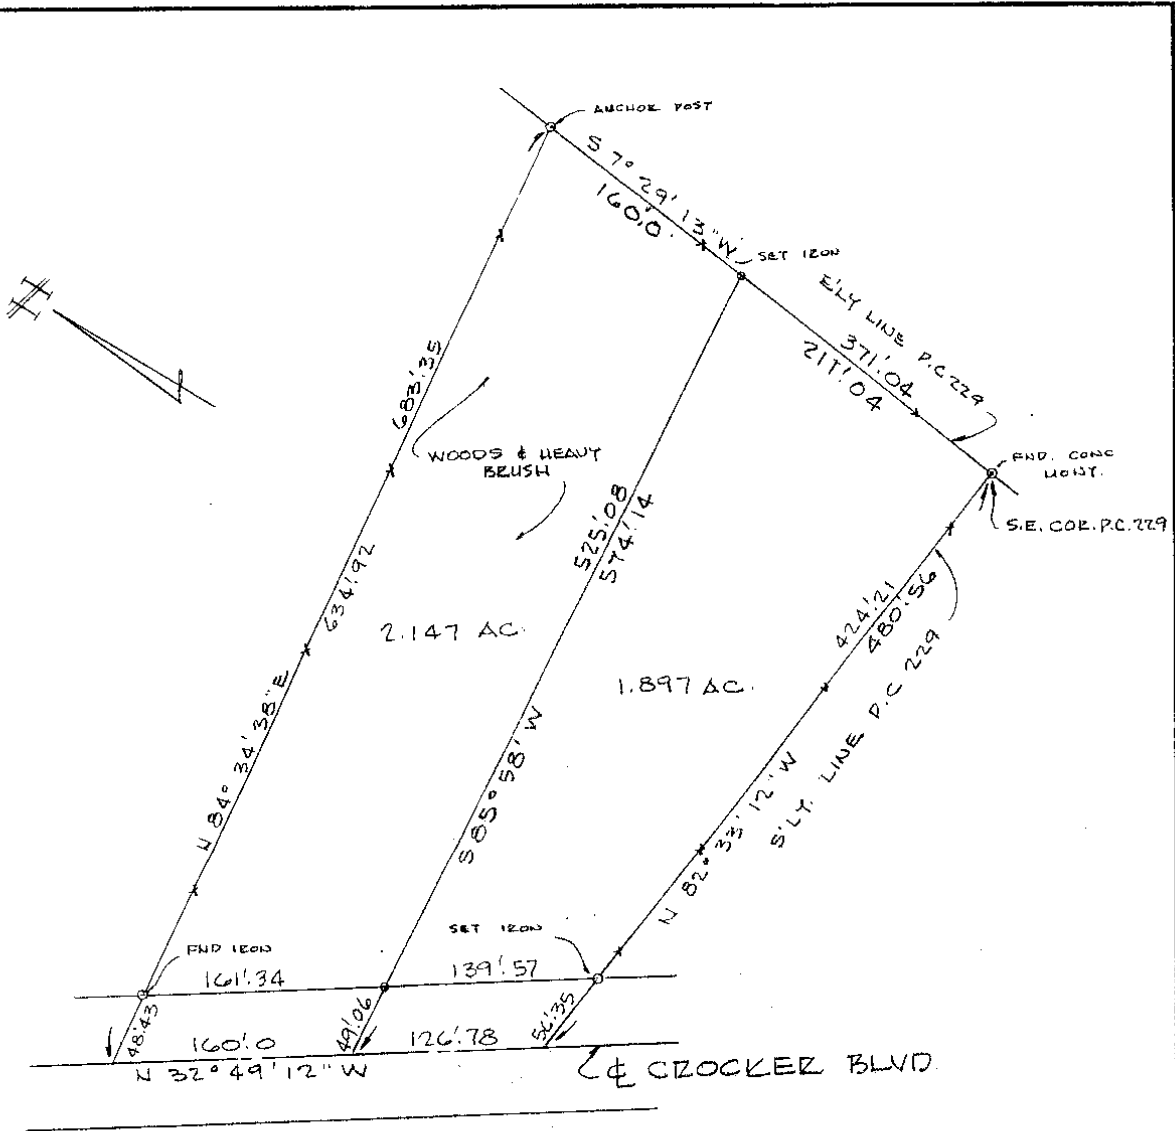 ANCHOR POST
S 7° 29' 13" W
160.'0
SET IRON
E'LY LINE P.C. 229
371.'04
211.'04
FND. CONC
MONT.
S.E. COR. P.C. 229
N
683.'35
634.'92
N 84° 34' 38" E
WOODS & HEAVY
BRUSH
525.'08
574.'14
2.147 AC.
S 85° 58' W
1.897 AC.
424.'21
480.'56
S'LY. LINE P.C 229
N 82° 33' 12" W
FND IRON
161.'34
SET IRON
139.'57
48.'43
160.'0
49.'06
126.'78
56.'35
N 32° 49' 12" W
℄ CROCKER BLVD.